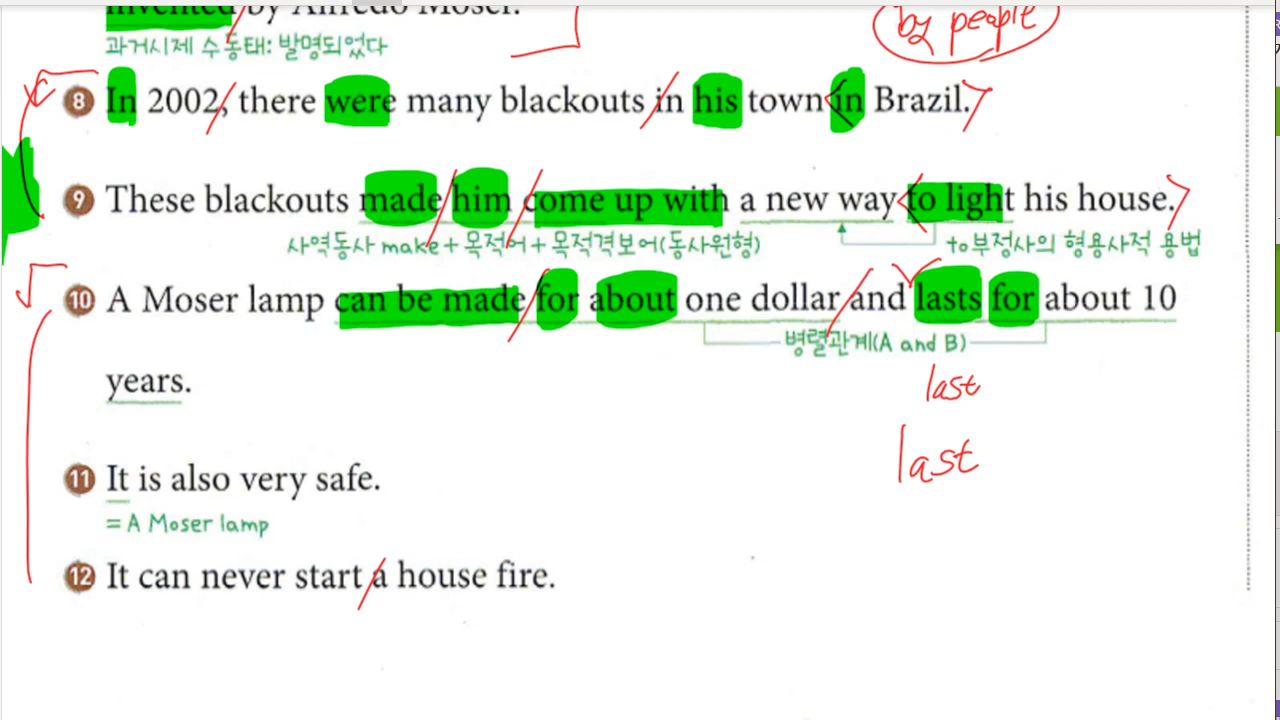 invented by Alfredo Moser.
by people
과거시제 수동태: 발명되었다
8 In 2002, there were many blackouts in his town in Brazil.
9 These blackouts made him come up with a new way to light his house.
사역동사 make + 목적어 + 목적격보어(동사원형)
to부정사의 형용사적 용법
10 A Moser lamp can be made for about one dollar and lasts for about 10
병렬관계(A and B)
years.
last
last
11 It is also very safe.
= A Moser lamp
12 It can never start a house fire.